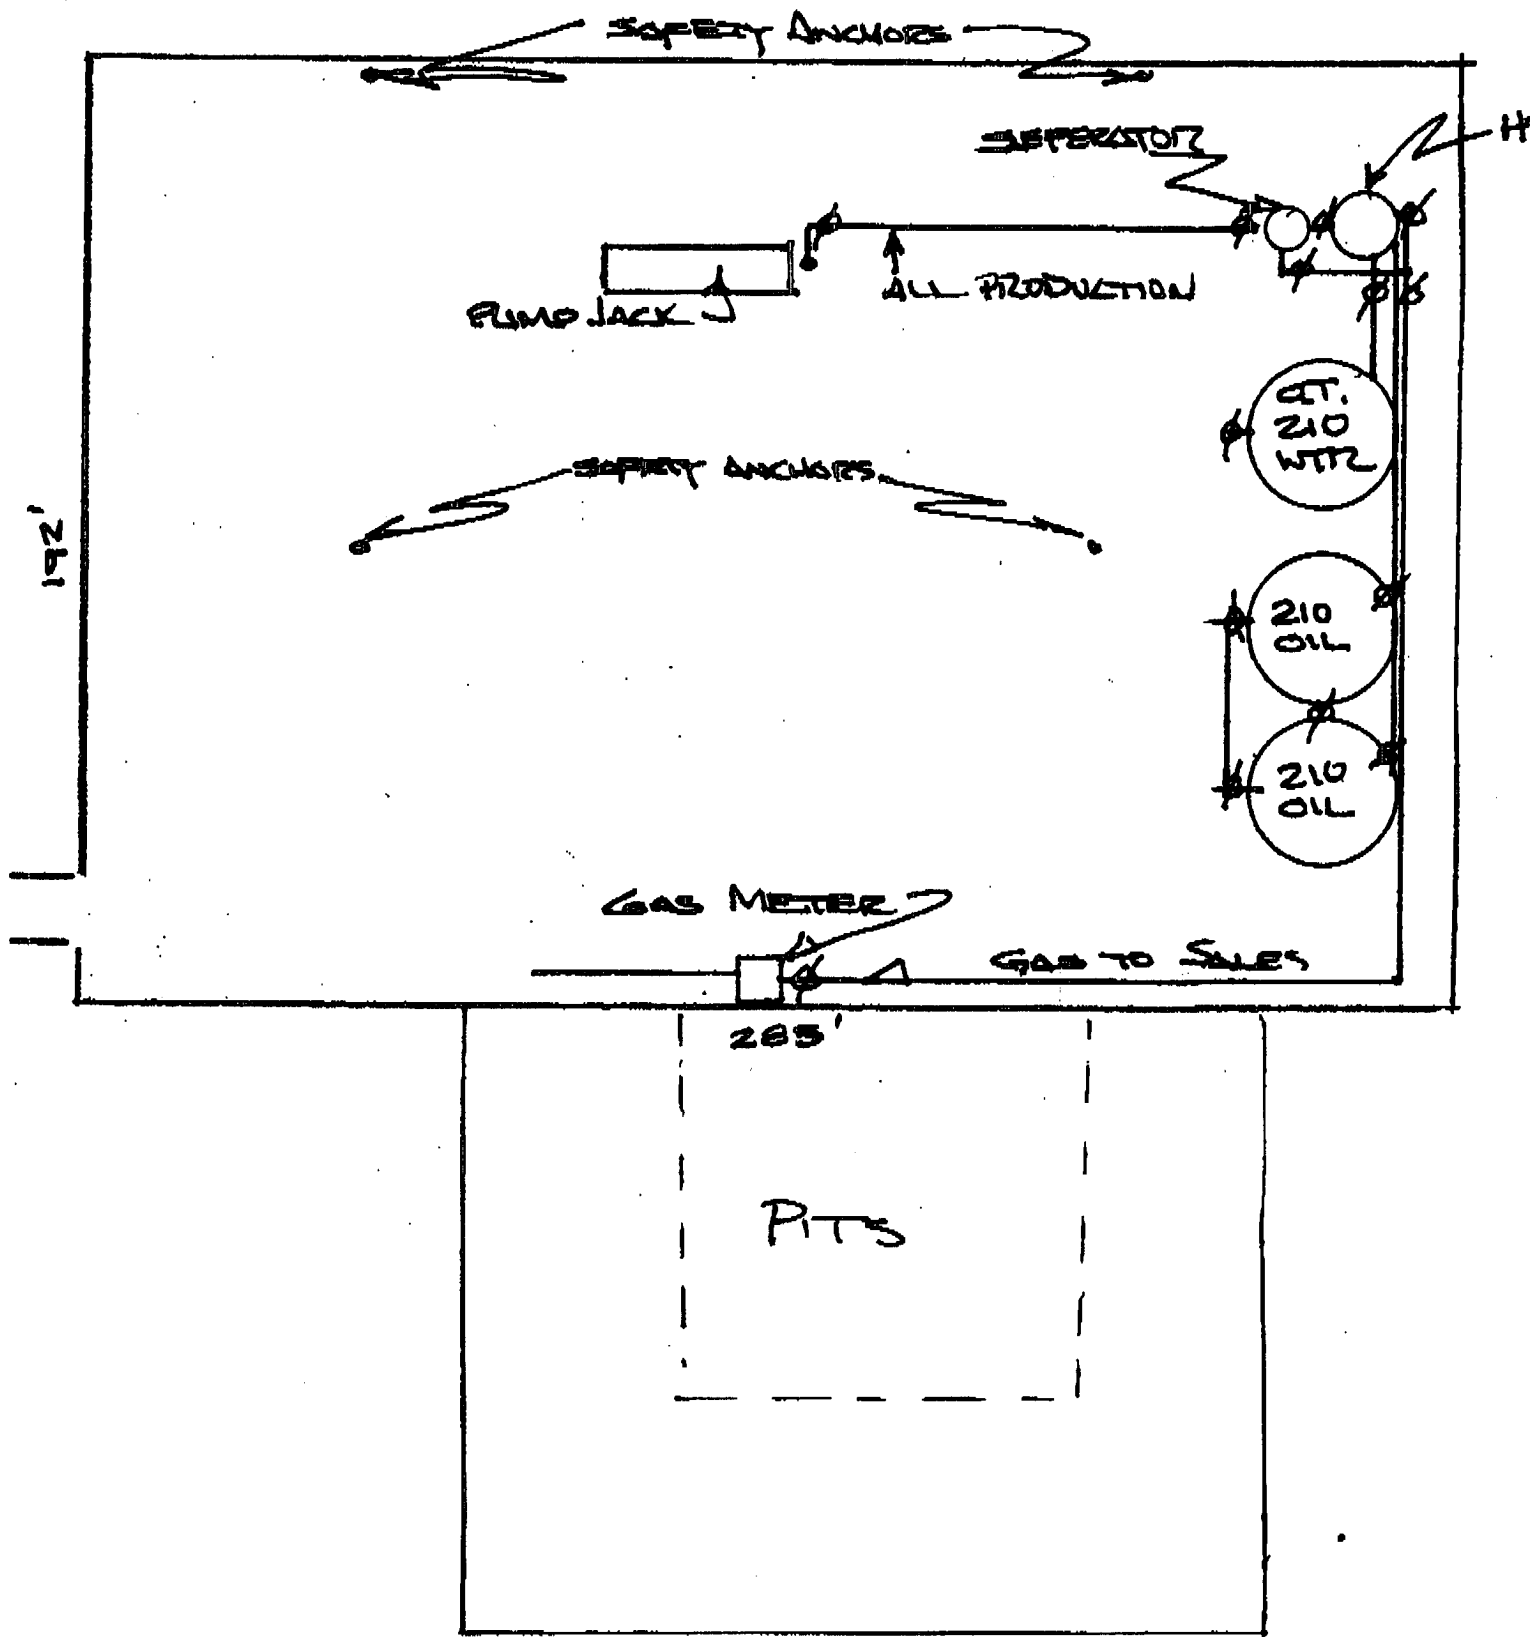 SAFETY ANCHORS
H
SEPERATOR
ALL PRODUCTION
PUMP JACK
210
WTR
SAFETY ANCHORS
192'
210
OIL
210
OIL
GAS METER
GAS TO SALES
285'
PITS